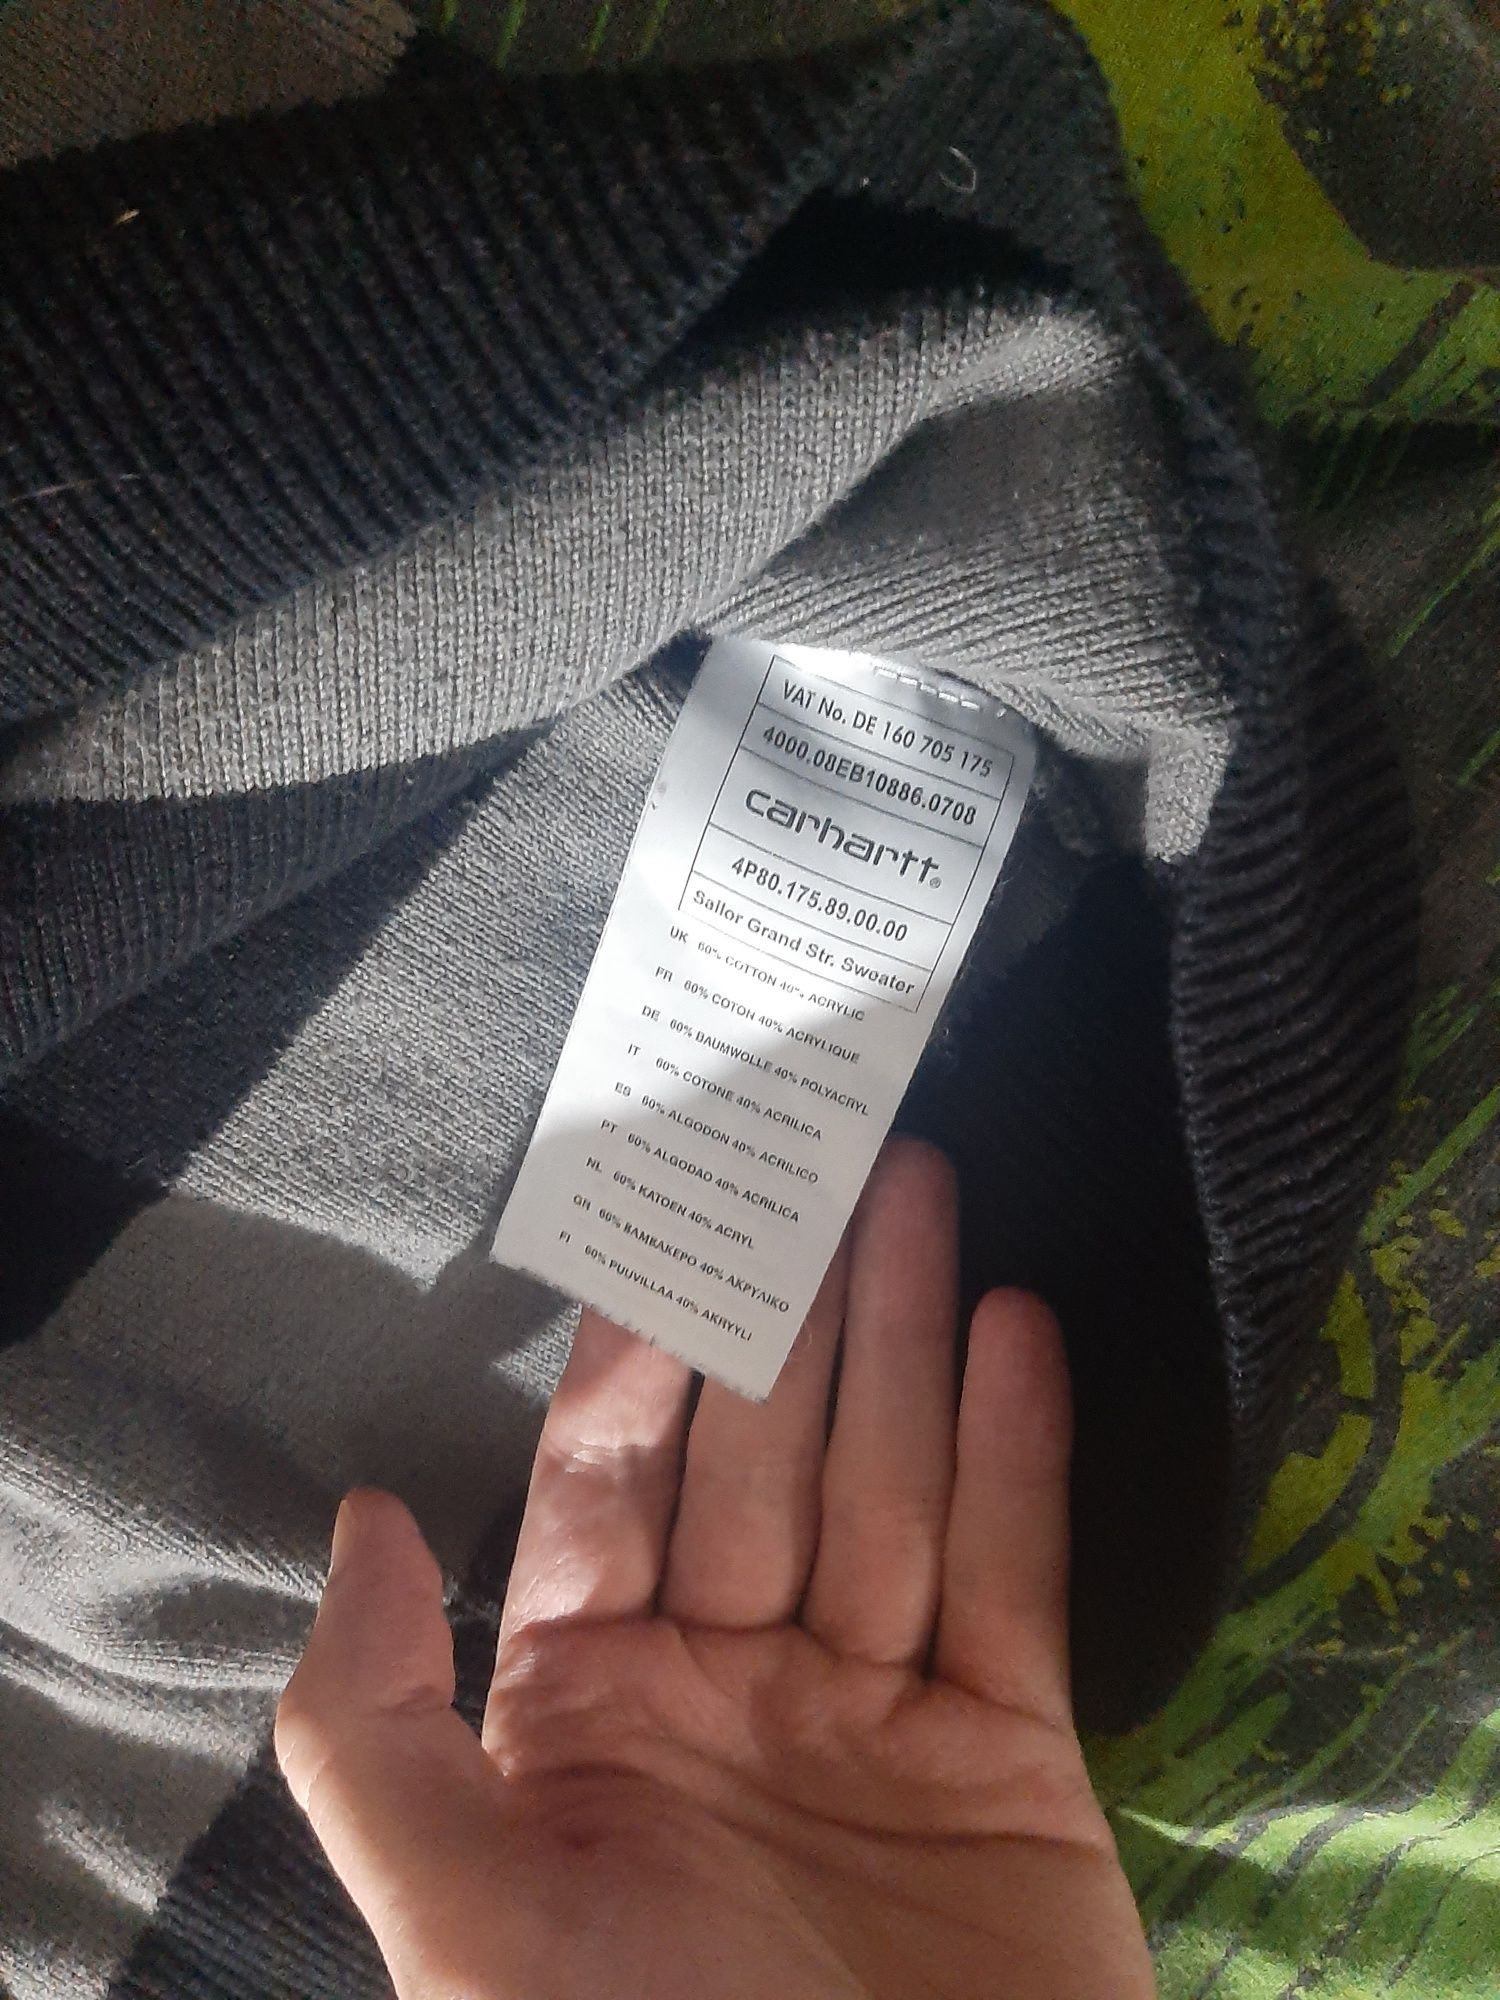 VAT No. DE 160 705 175
4000.08EB10886.0708
carhartt®
4P80.175.89.00.00
Sailor Grand Str. Sweater
UK 60% COTTON 40% ACRYLIC
FR 60% COTON 40% ACRYLIQUE
DE 60% BAUMWOLLE 40% POLYACRYL
IT 60% COTONE 40% ACRILICA
ES 60% ALGODON 40% ACRILICO
PT 60% ALGODAO 40% ACRILICA
NL 60% KATOEN 40% ACRYL
GR 60% ΒΑΜΒΑΚΕΡΟ 40% ΑΚΡΥΛΙΚΟ
FI 60% PUUVILLAA 40% AKRYYLI